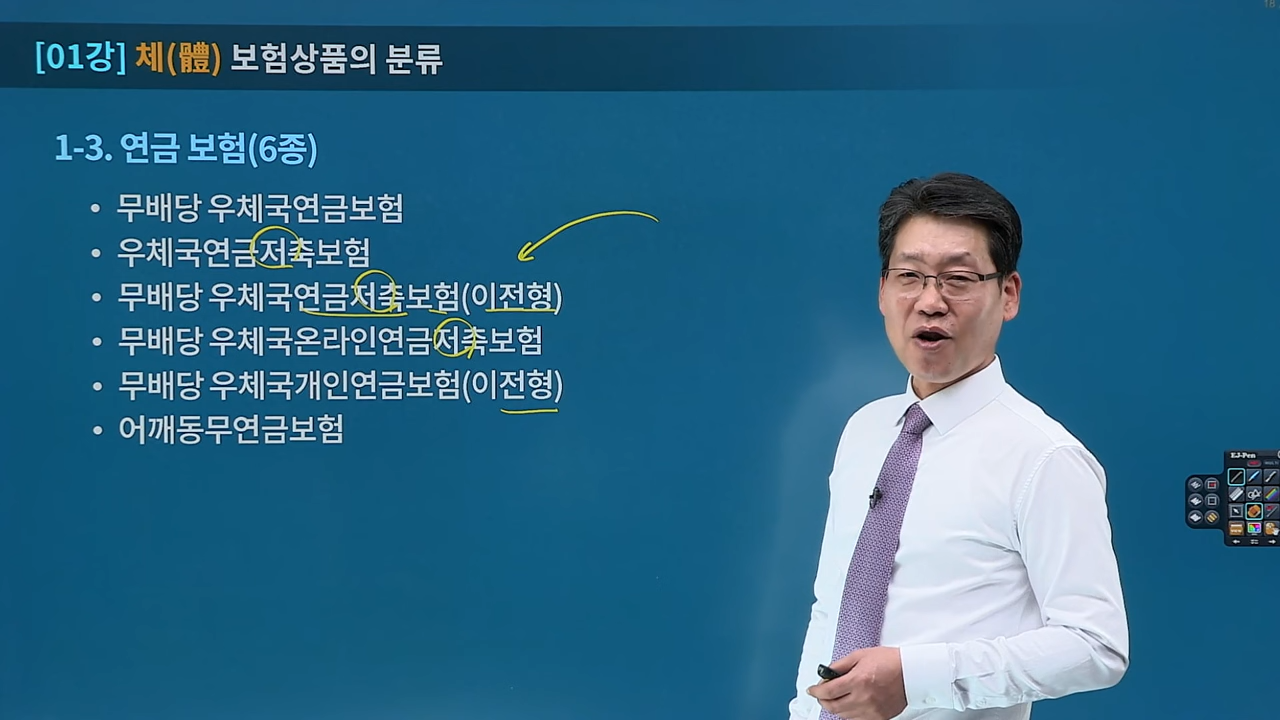 [01강] 체(體) 보험상품의 분류
1-3. 연금 보험(6종)
• 무배당 우체국연금보험
• 우체국연금저축보험
• 무배당 우체국연금저축보험(이전형)
• 무배당 우체국온라인연금저축보험
• 무배당 우체국개인연금보험(이전형)
• 어깨동무연금보험
EJ-Pen